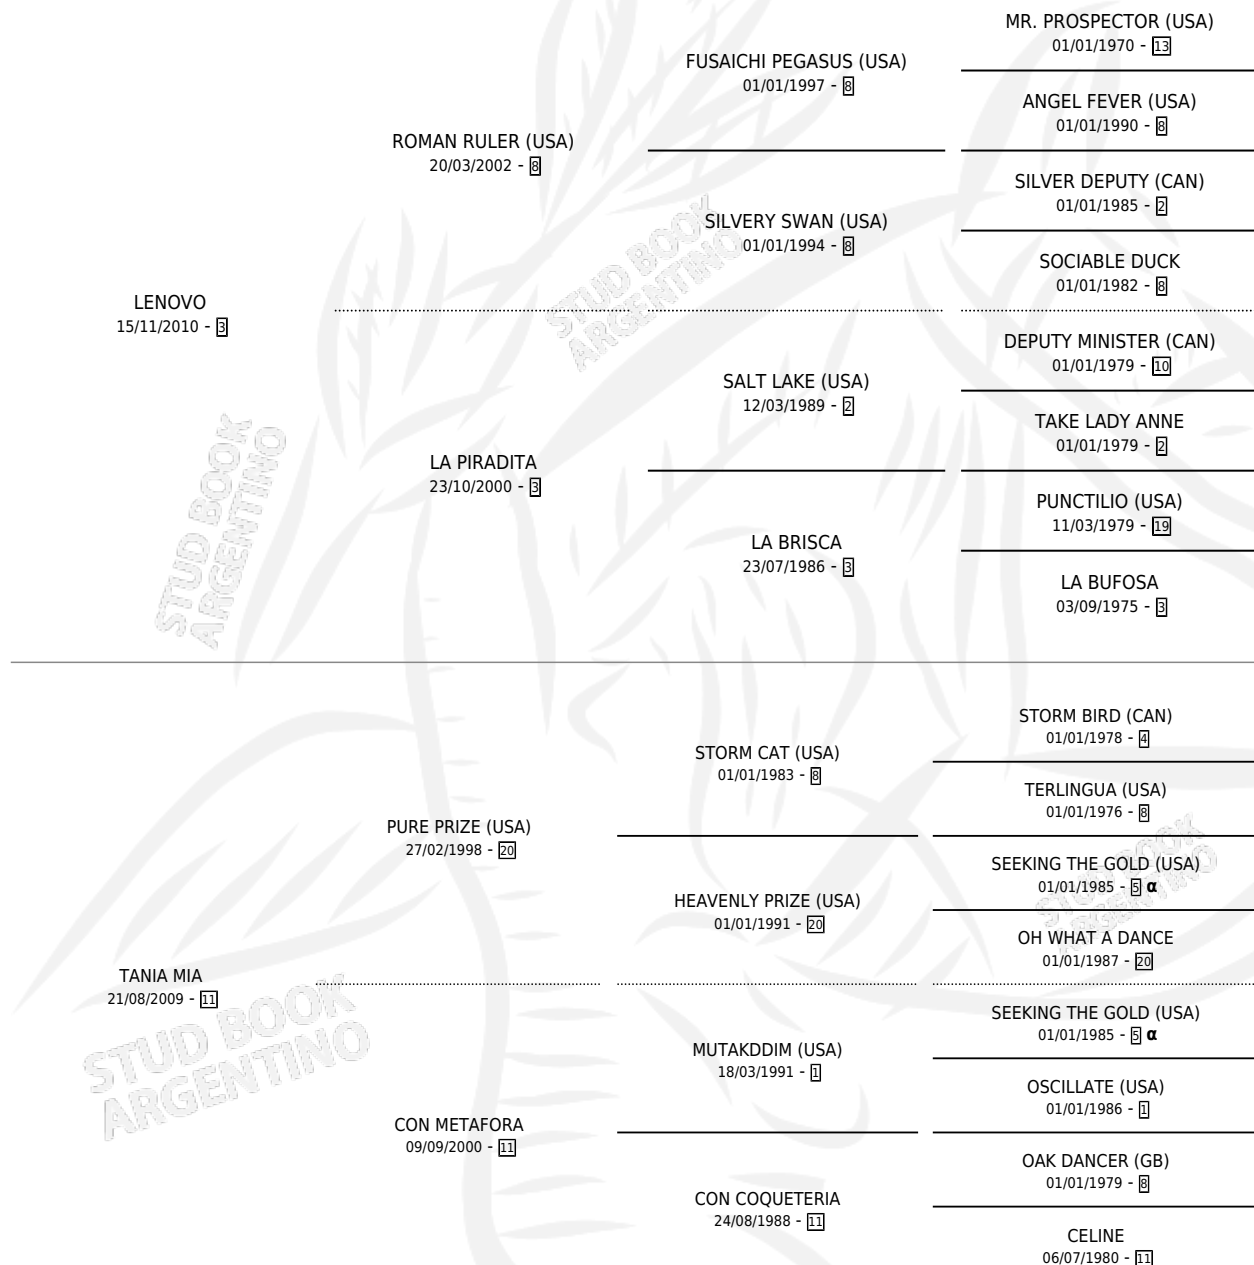 MR. PROSPECTOR (USA)
01/01/1970 - 13
FUSAICHI PEGASUS (USA)
01/01/1997 - 8
ANGEL FEVER (USA)
01/01/1990 - 8
ROMAN RULER (USA)
20/03/2002 - 8
SILVER DEPUTY (CAN)
01/01/1985 - 2
SILVERY SWAN (USA)
01/01/1994 - 8
SOCIABLE DUCK
01/01/1982 - 8
LENOVO
15/11/2010 - 3
DEPUTY MINISTER (CAN)
01/01/1979 - 10
SALT LAKE (USA)
12/03/1989 - 2
TAKE LADY ANNE
01/01/1979 - 2
LA PIRADITA
23/10/2000 - 3
PUNCTILIO (USA)
11/03/1979 - 19
LA BRISCA
23/07/1986 - 3
LA BUFOSA
03/09/1975 - 3
STORM BIRD (CAN)
01/01/1978 - 4
STORM CAT (USA)
01/01/1983 - 8
TERLINGUA (USA)
01/01/1976 - 8
PURE PRIZE (USA)
27/02/1998 - 20
SEEKING THE GOLD (USA)
01/01/1985 - 5 α
HEAVENLY PRIZE (USA)
01/01/1991 - 20
OH WHAT A DANCE
01/01/1987 - 20
TANIA MIA
21/08/2009 - 11
SEEKING THE GOLD (USA)
01/01/1985 - 5 α
MUTAKDDIM (USA)
18/03/1991 - 1
OSCILLATE (USA)
01/01/1986 - 1
CON METAFORA
09/09/2000 - 11
OAK DANCER (GB)
01/01/1979 - 8
CON COQUETERIA
24/08/1988 - 11
CELINE
06/07/1980 - 11
STUD BOOK
ARGENTINO
STUD BOOK
ARGENTINO
STUD BOOK
ARGENTINO
STUD BOOK
ARGENTINO